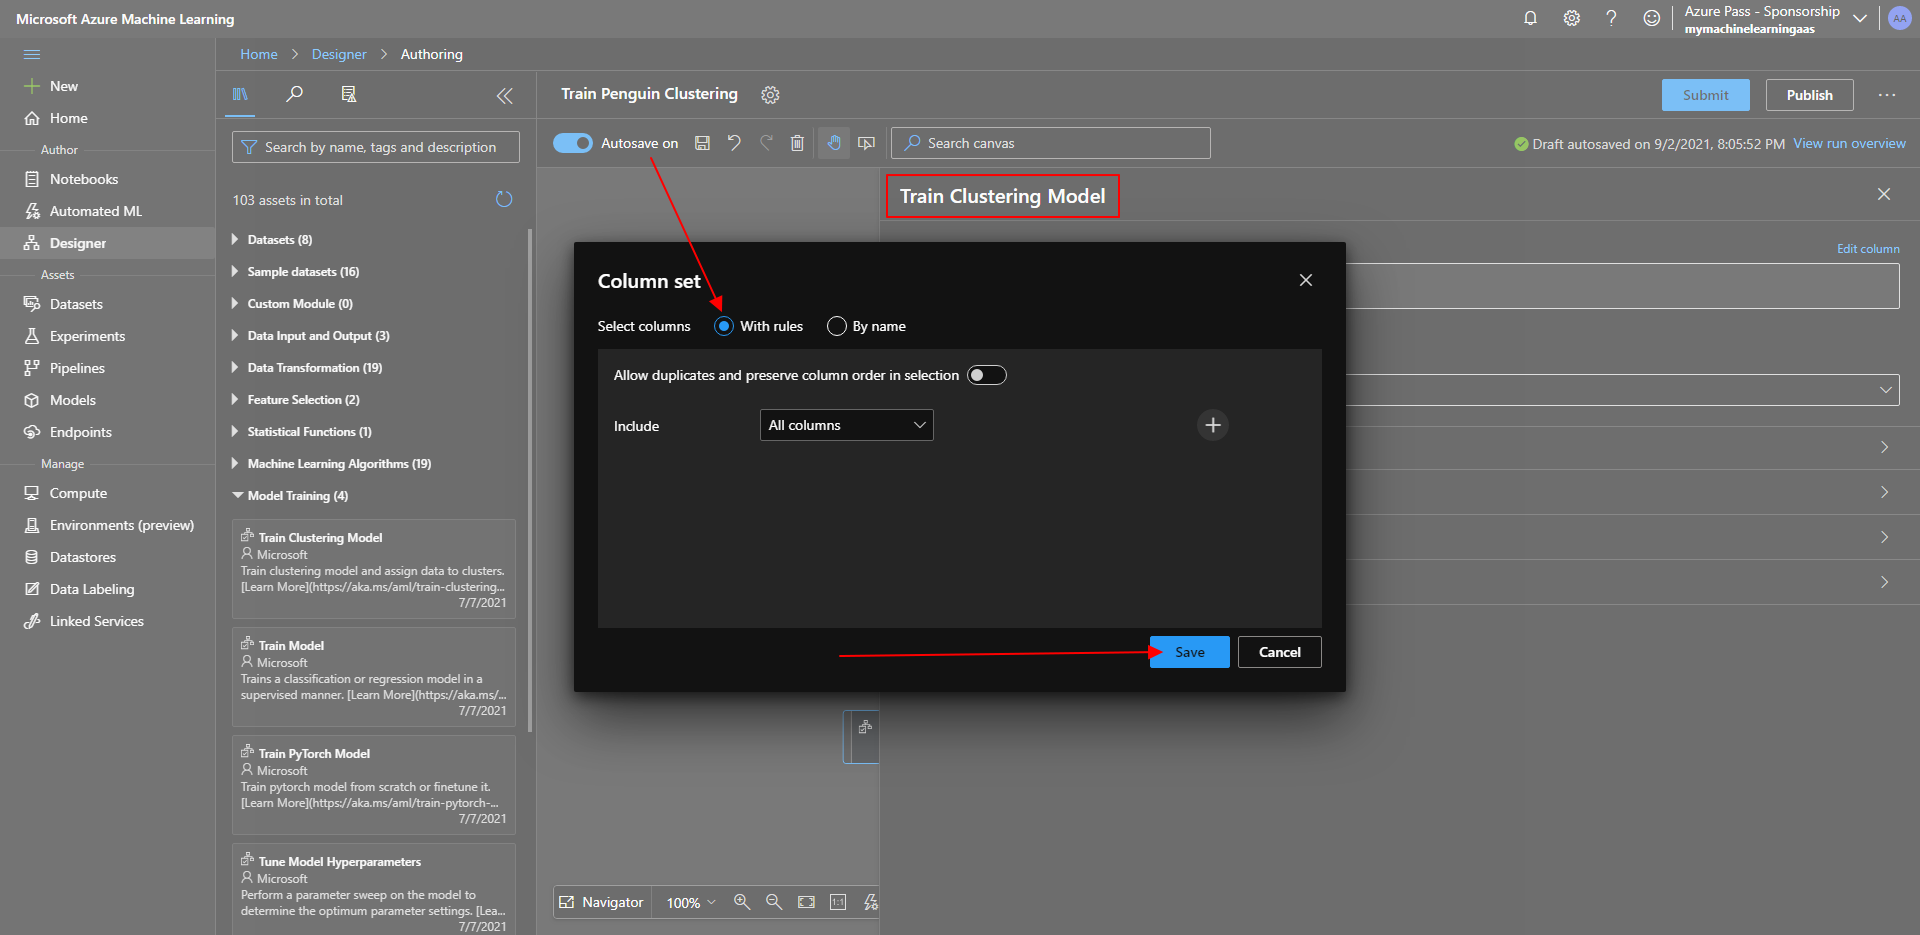 Microsoft Azure Machine Learning
Azure Pass - Sponsorship
mymachinelearningaas
AA
New
Home
Author
Notebooks
Automated ML
Designer
Assets
Datasets
Experiments
Pipelines
Models
Endpoints
Manage
Compute
Environments (preview)
Datastores
Data Labeling
Linked Services
Home > Designer > Authoring
Search by name, tags and description
103 assets in total
Datasets (8)
Sample datasets (16)
Custom Module (0)
Data Input and Output (3)
Data Transformation (19)
Feature Selection (2)
Statistical Functions (1)
Machine Learning Algorithms (19)
Model Training (4)
Train Clustering Model
Microsoft
Train clustering model and assign data to clusters.
[Learn More](https://aka.ms/aml/train-clustering...
7/7/2021
Train Model
Microsoft
Trains a classification or regression model in a
supervised manner. [Learn More](https://aka.ms/...
7/7/2021
Train PyTorch Model
Microsoft
Train pytorch model from scratch or finetune it.
[Learn More](https://aka.ms/aml/train-pytorch-...
7/7/2021
Tune Model Hyperparameters
Microsoft
Perform a parameter sweep on the model to
determine the optimum parameter settings. [Lea...
7/7/2021
Train Penguin Clustering
Submit
Publish
Autosave on
Search canvas
Draft autosaved on 9/2/2021, 8:05:52 PM
View run overview
Train Clustering Model
Edit column
Column set
Select columns
With rules
By name
Allow duplicates and preserve column order in selection
Include
All columns
Save
Cancel
Navigator
100%
1:1